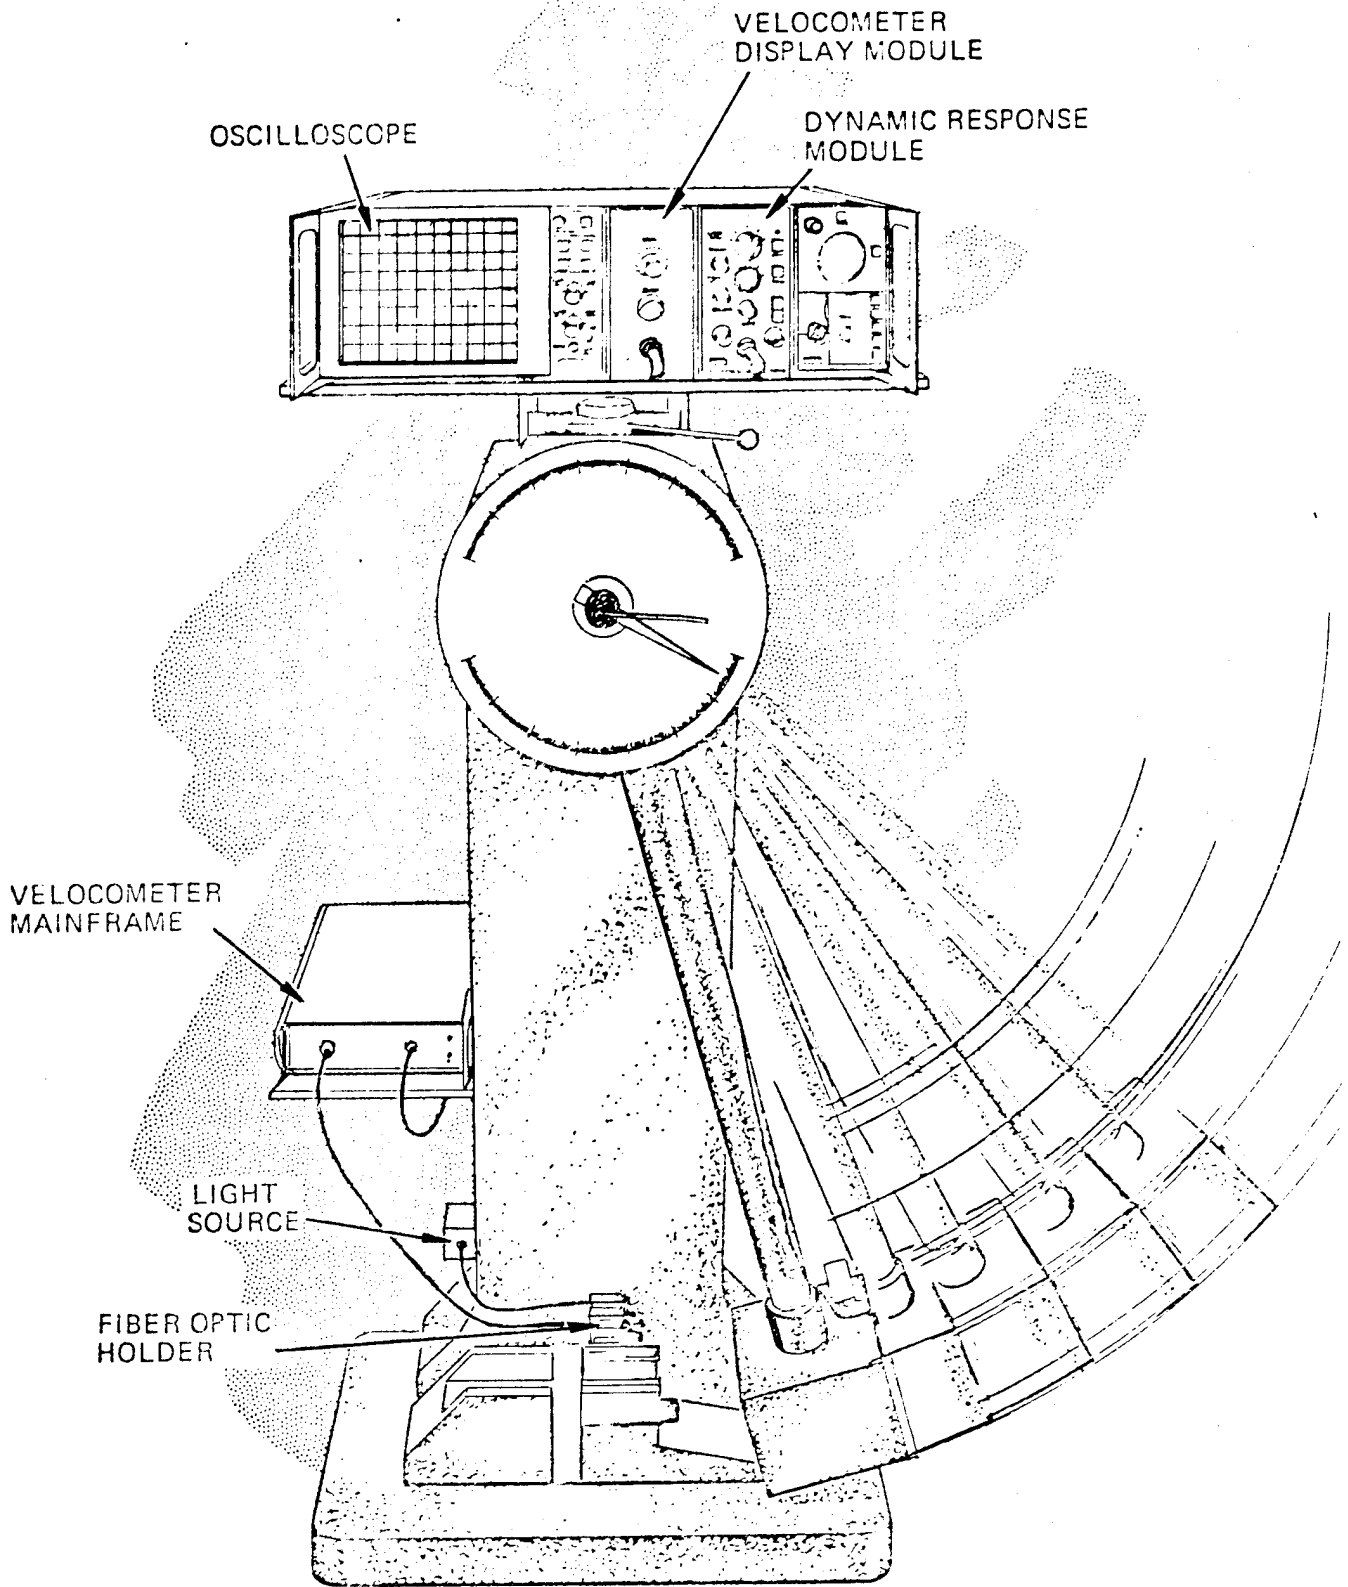 VELOCOMETER
DISPLAY MODULE
OSCILLOSCOPE
DYNAMIC RESPONSE
MODULE
VELOCOMETER
MAINFRAME
LIGHT
SOURCE
FIBER OPTIC
HOLDER